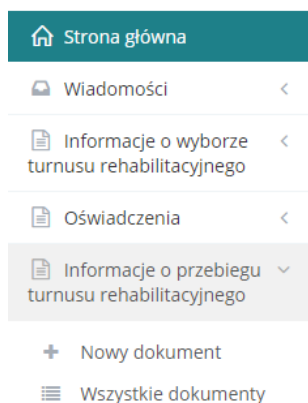 Strona główna
Wiadomości
Informacje o wyborze
turnusu rehabilitacyjnego
Oświadczenia
Informacje o przebiegu
turnusu rehabilitacyjnego
Nowy dokument
Wszystkie dokumenty